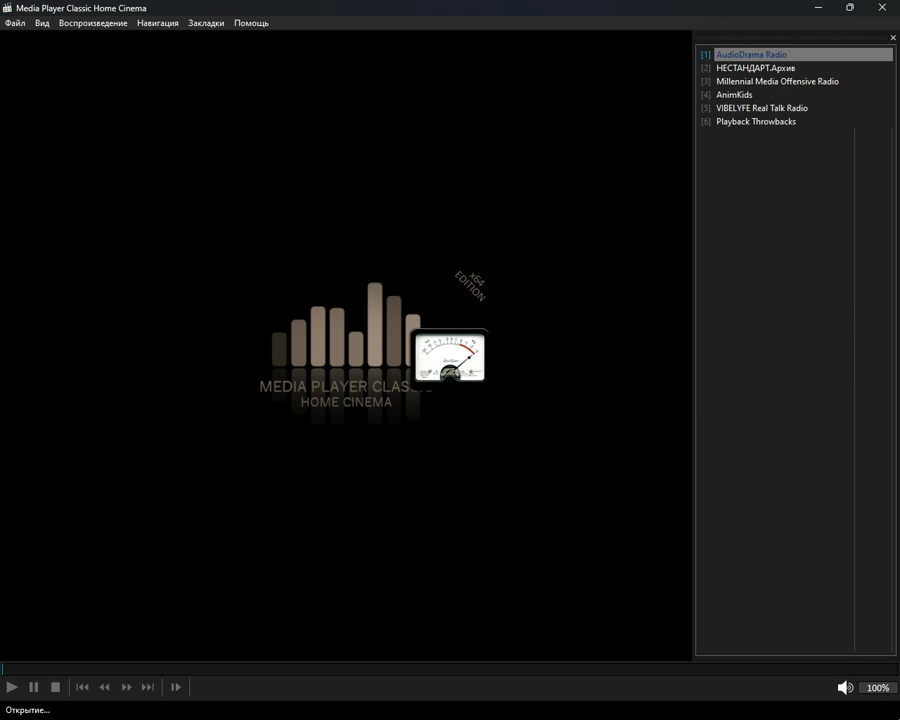 Media Player Classic Home Cinema
Файл Вид Воспроизведение Навигация Закладки Помощь
[1] AudioDrama Radio
[2] НЕСТАНДАРТ.Архив
[3] Millennial Media Offensive Radio
[4] AnimKids
[5] VIBELYFE Real Talk Radio
[6] Playback Throwbacks
x64
EDITION
MEDIA PLAYER CLAS
HOME CINEMA
100%
Открытие...